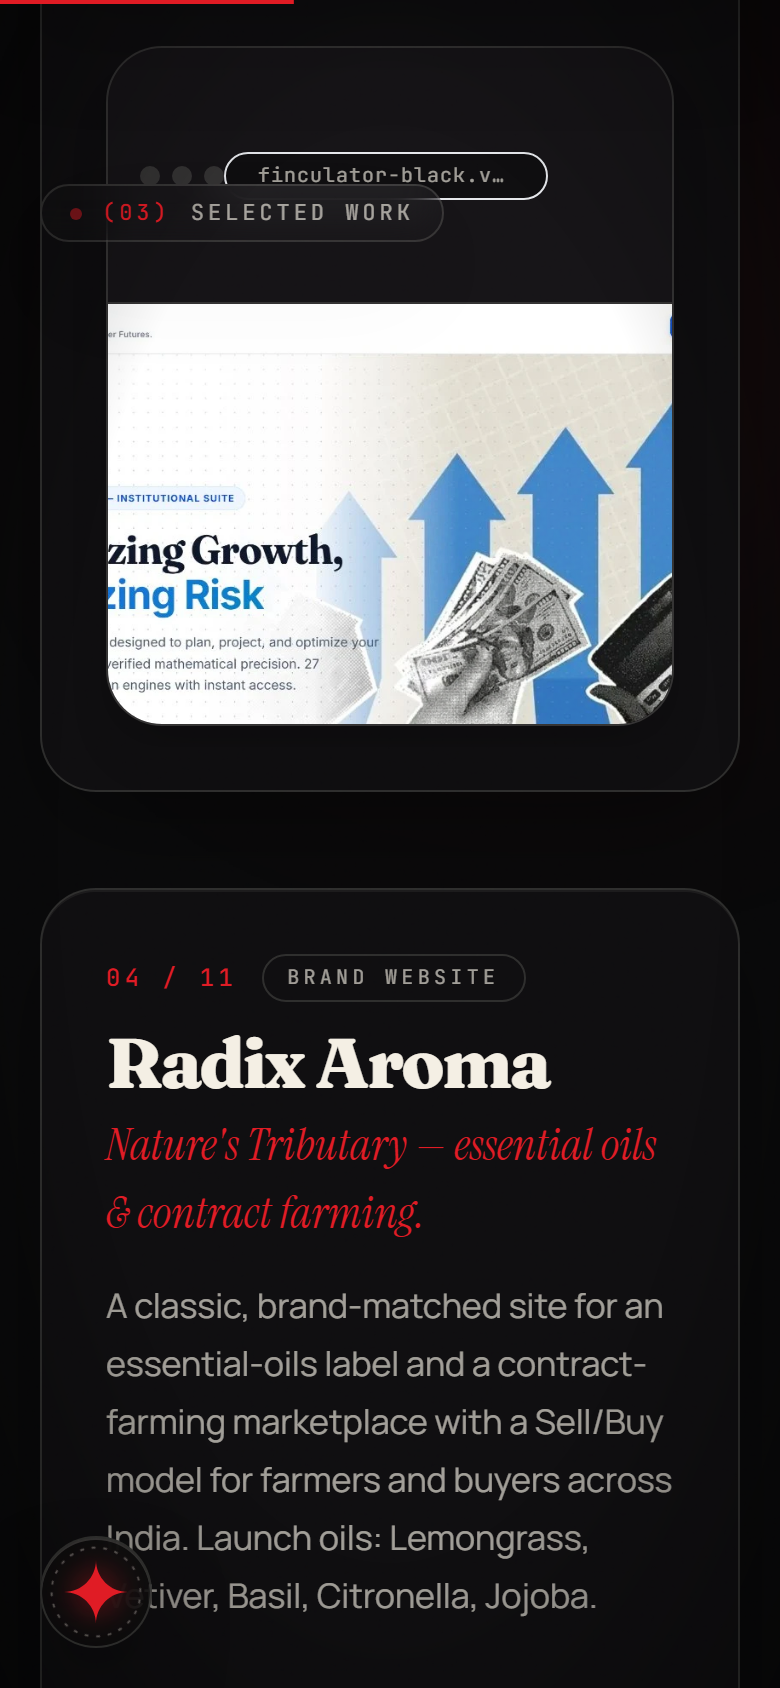 finculator-black.v…
(03) SELECTED WORK
er Futures.
– INSTITUTIONAL SUITE
zing Growth,
zing Risk
designed to plan, project, and optimize your
verified mathematical precision. 27
n engines with instant access.
04 / 11 BRAND WEBSITE
Radix Aroma
Nature's Tributary — essential oils
& contract farming.
A classic, brand-matched site for an
essential-oils label and a contract-
farming marketplace with a Sell/Buy
model for farmers and buyers across
India. Launch oils: Lemongrass,
Vetiver, Basil, Citronella, Jojoba.